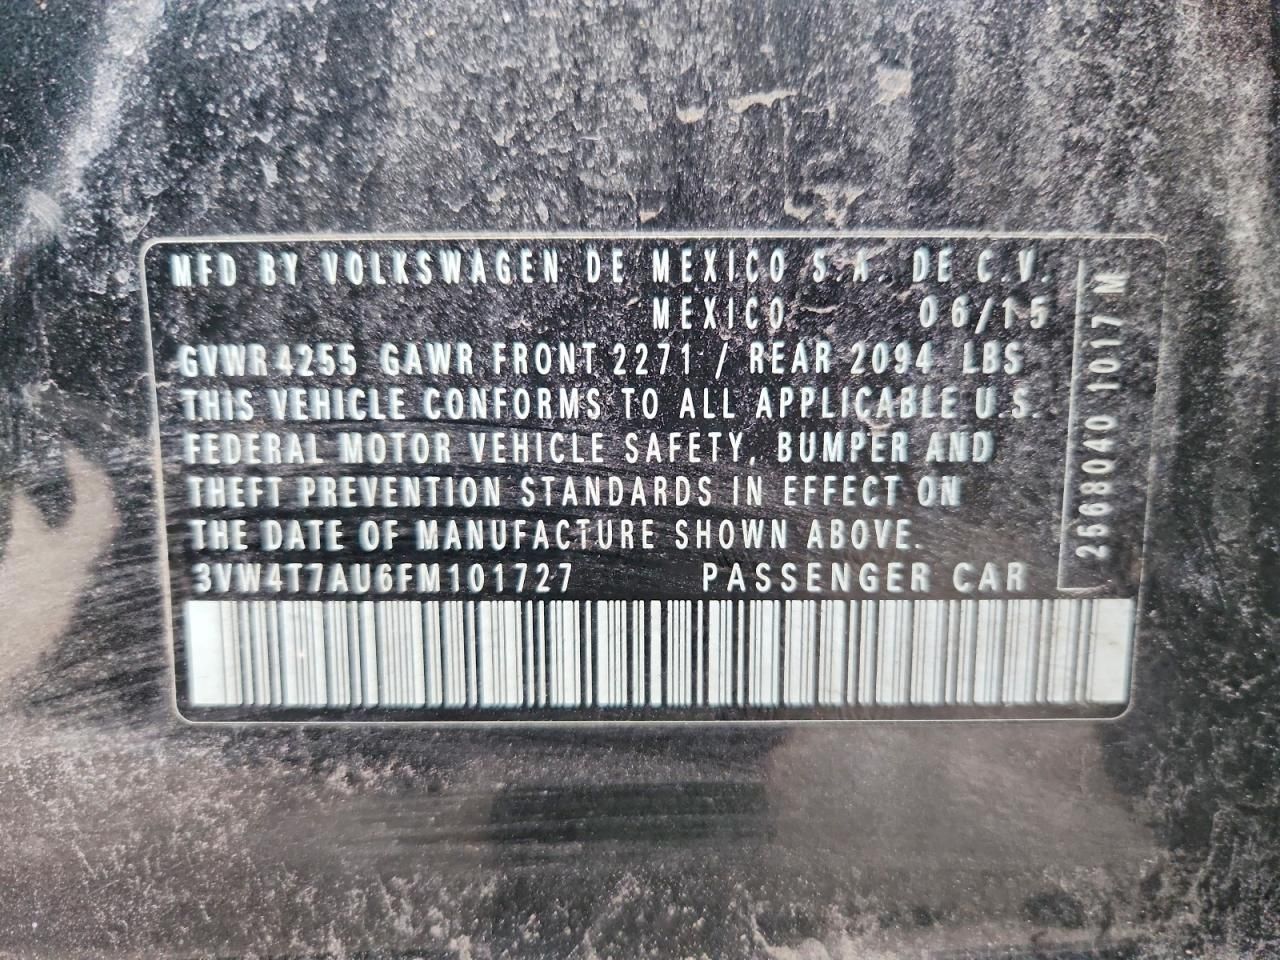 MFD BY VOLKSWAGEN DE MEXICO S.A. DE C.V.
MEXICO 06/15
GVWR 4255 GAWR FRONT 2271 / REAR 2094 LBS
THIS VEHICLE CONFORMS TO ALL APPLICABLE U.S.
FEDERAL MOTOR VEHICLE SAFETY, BUMPER AND
THEFT PREVENTION STANDARDS IN EFFECT ON
THE DATE OF MANUFACTURE SHOWN ABOVE.
3VW4T7AU6FM101727 PASSENGER CAR
2668040 1017 M